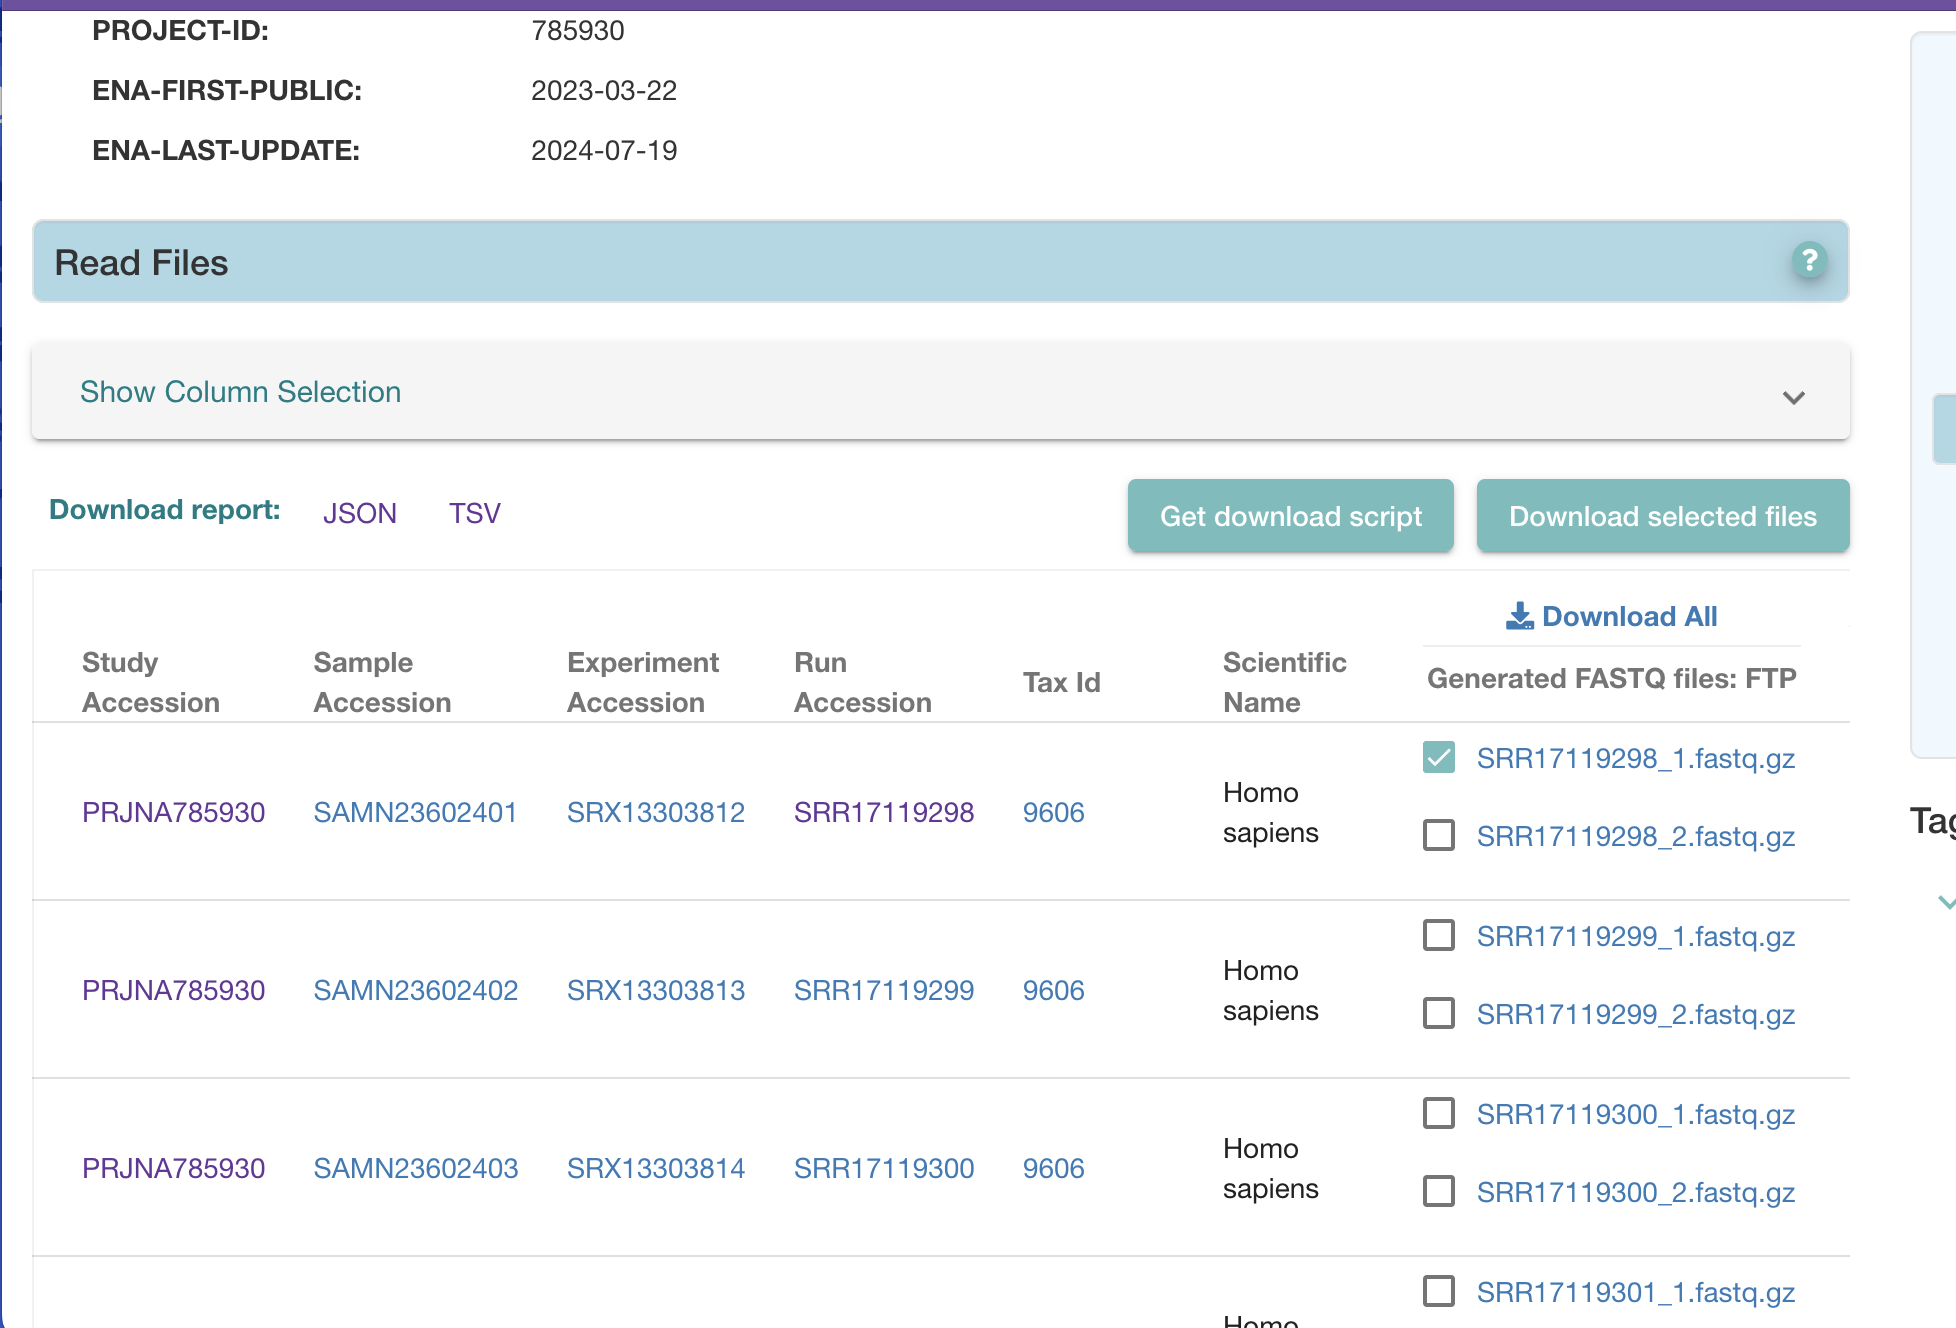 PROJECT-ID: 785930
ENA-FIRST-PUBLIC: 2023-03-22
ENA-LAST-UPDATE: 2024-07-19
Read Files
?
Show Column Selection
Download report: JSON TSV
Get download script
Download selected files
Download All
Study Accession
Sample Accession
Experiment Accession
Run Accession
Tax Id
Scientific Name
Generated FASTQ files: FTP
PRJNA785930 SAMN23602401 SRX13303812 SRR17119298 9606 Homo sapiens
SRR17119298_1.fastq.gz
SRR17119298_2.fastq.gz
PRJNA785930 SAMN23602402 SRX13303813 SRR17119299 9606 Homo sapiens
SRR17119299_1.fastq.gz
SRR17119299_2.fastq.gz
PRJNA785930 SAMN23602403 SRX13303814 SRR17119300 9606 Homo sapiens
SRR17119300_1.fastq.gz
SRR17119300_2.fastq.gz
SRR17119301_1.fastq.gz
Homo